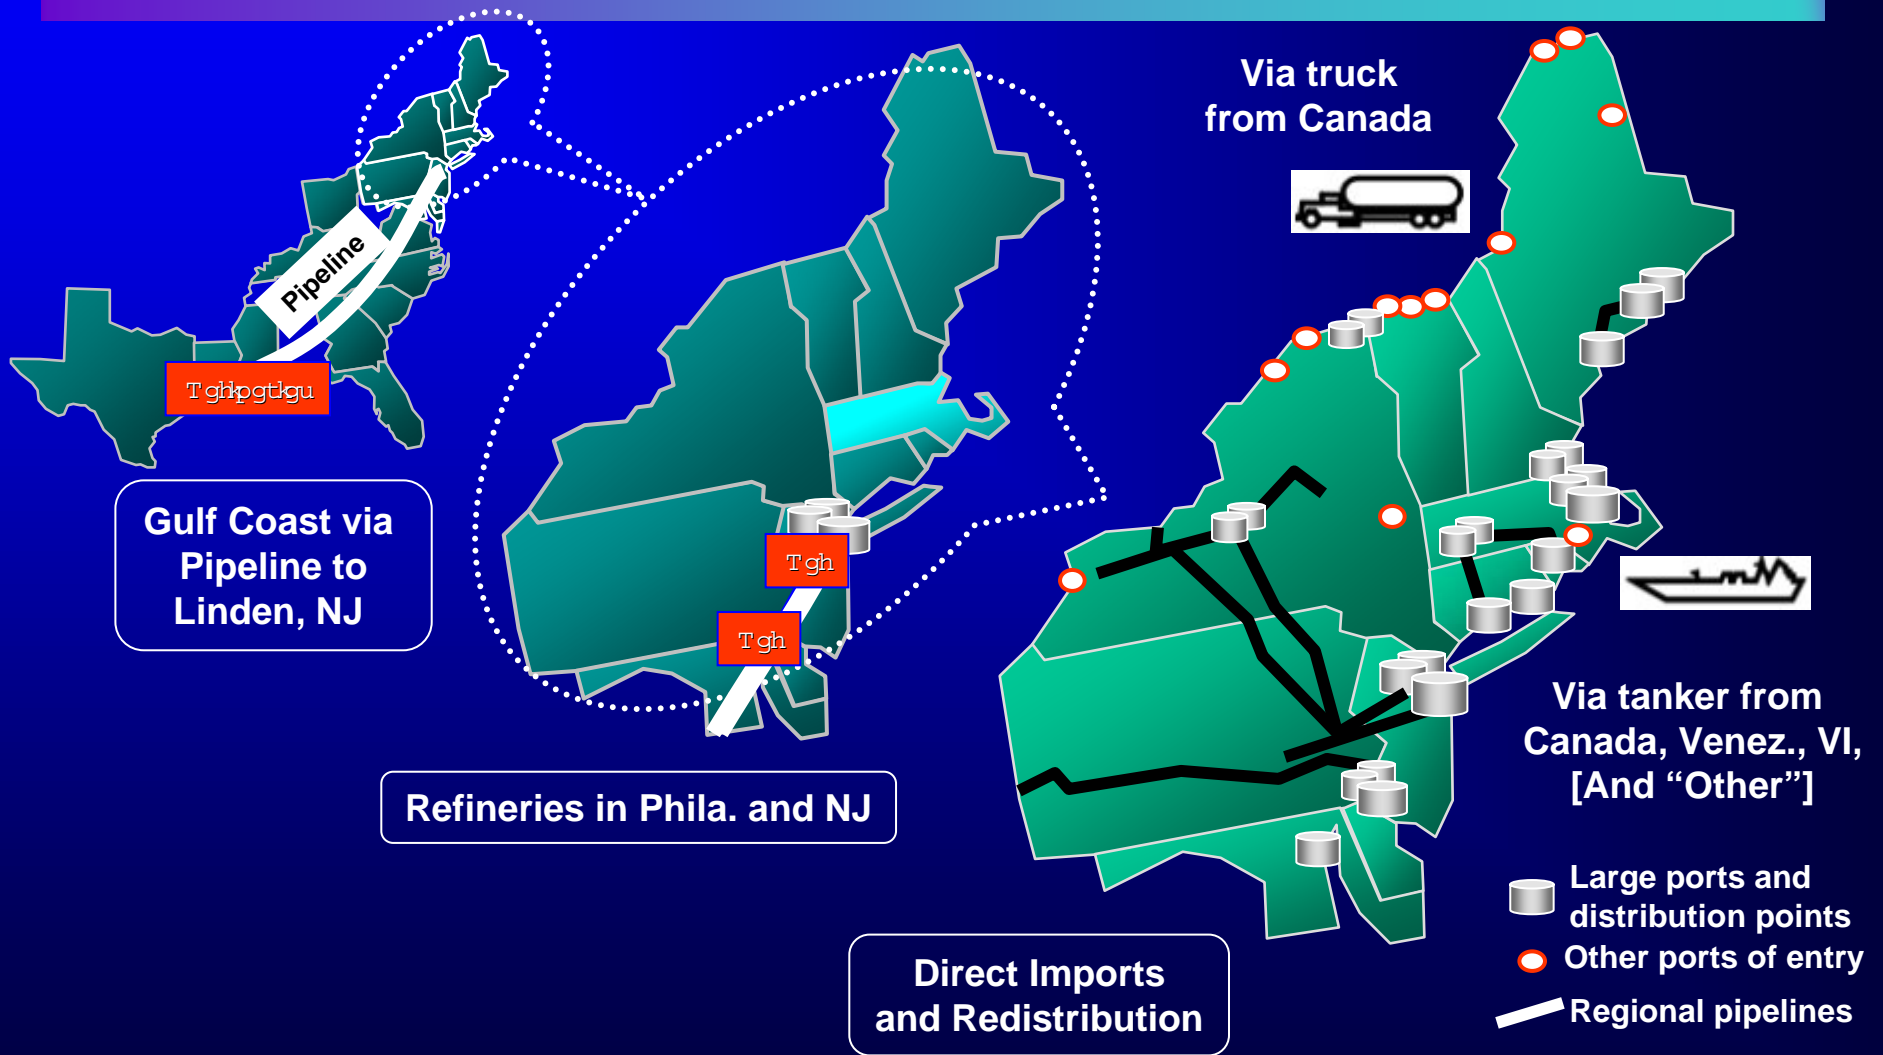 Pipeline
Tghkpgtkgu
Gulf Coast via
Pipeline to
Linden, NJ
Tgh
Tgh
Refineries in Phila. and NJ
Via truck
from Canada
Via tanker from
Canada, Venez., VI,
[And “Other”]
Large ports and
distribution points
Other ports of entry
Regional pipelines
Direct Imports
and Redistribution